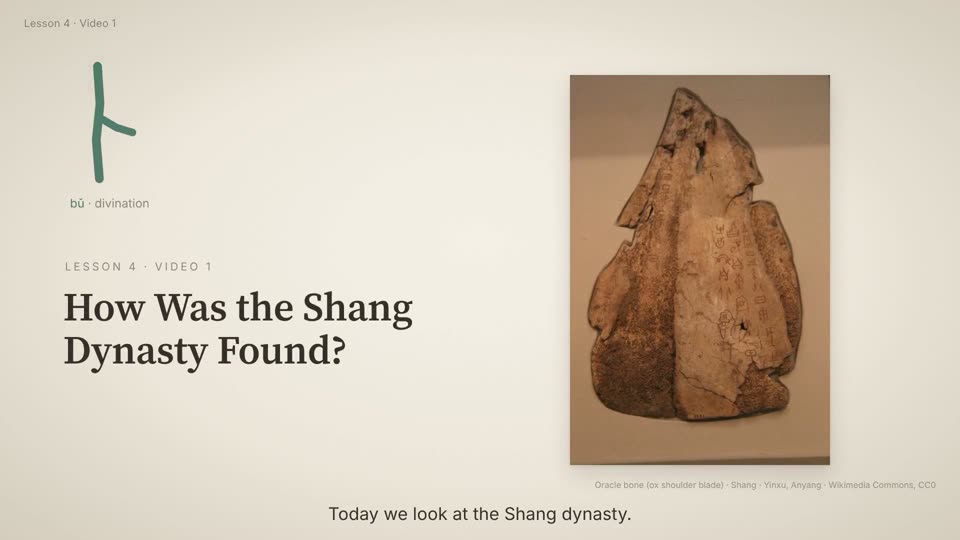 Lesson 4 · Video 1
卜
bǔ · divination
LESSON 4 · VIDEO 1
How Was the Shang
Dynasty Found?
Oracle bone (ox shoulder blade) · Shang · Yinxu, Anyang · Wikimedia Commons, CC0
Today we look at the Shang dynasty.